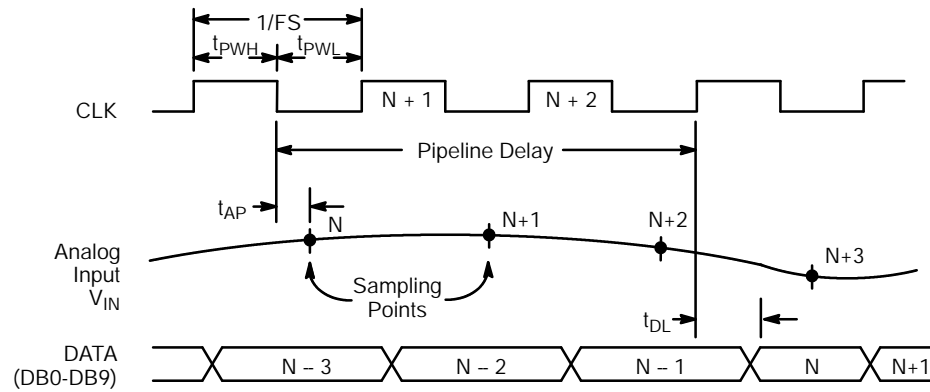 1/FS
tPWH tPWL
CLK
N + 1
N + 2
Pipeline Delay
tAP
N
N+1
N+2
N+3
Analog
Input
VIN
Sampling
Points
tDL
DATA
(DB0-DB9)
N -- 3
N -- 2
N -- 1
N
N+1